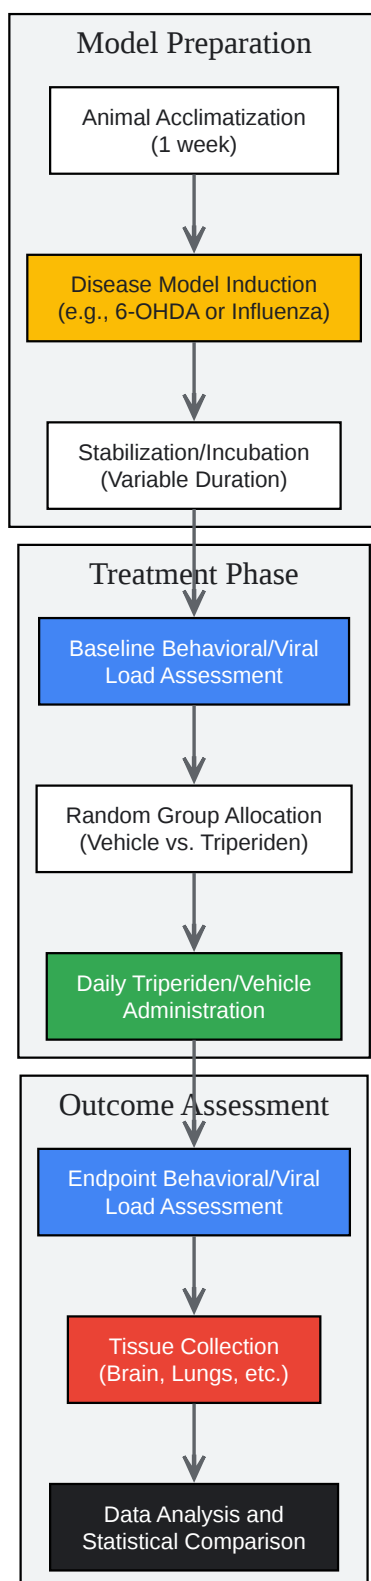 Model Preparation
Animal Acclimatization
(1 week)
Disease Model Induction
(e.g., 6-OHDA or Influenza)
Stabilization/Incubation
(Variable Duration)
Treatment Phase
Baseline Behavioral/Viral
Load Assessment
Random Group Allocation
(Vehicle vs. Triperiden)
Daily Triperiden/Vehicle
Administration
Outcome Assessment
Endpoint Behavioral/Viral
Load Assessment
Tissue Collection
(Brain, Lungs, etc.)
Data Analysis and
Statistical Comparison